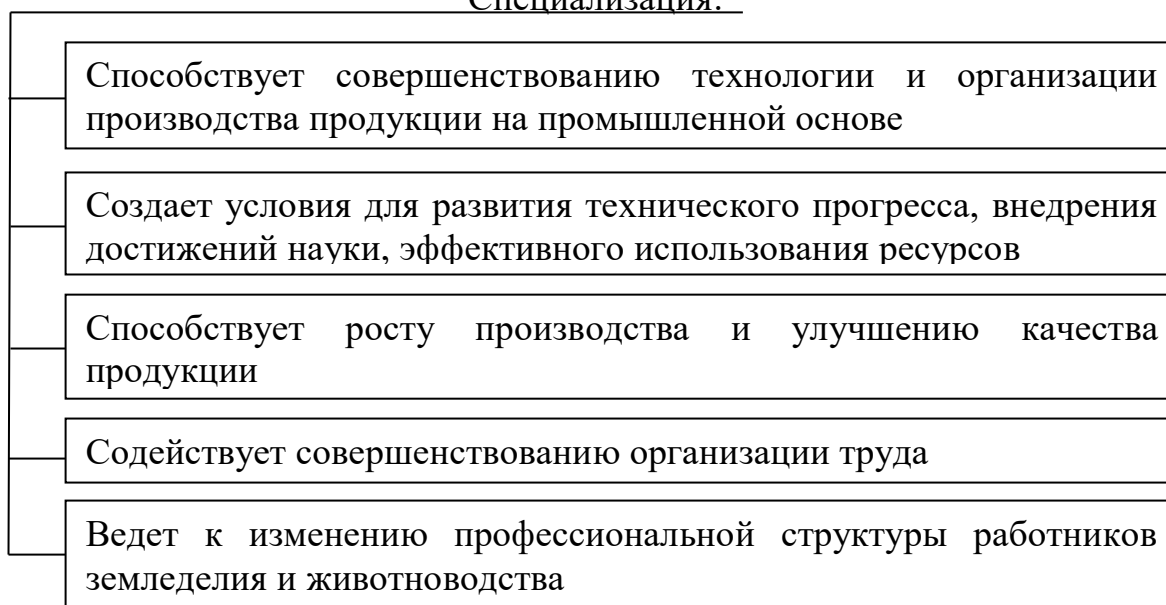 Специализация:
Способствует совершенствованию технологии и организации
производства продукции на промышленной основе
Создает условия для развития технического прогресса, внедрения
достижений науки, эффективного использования ресурсов
Способствует росту производства и улучшению качества
продукции
Содействует совершенствованию организации труда
Ведет к изменению профессиональной структуры работников
земледелия и животноводства